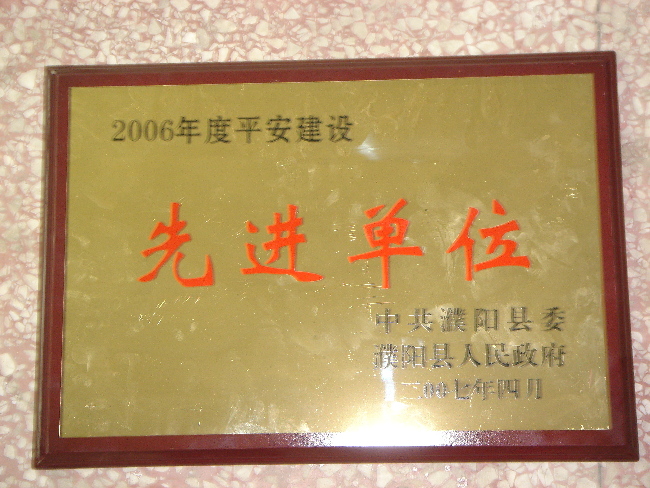 2006年度平安建设
先进单位
中共濮阳县委
濮阳县人民政府
二00七年四月